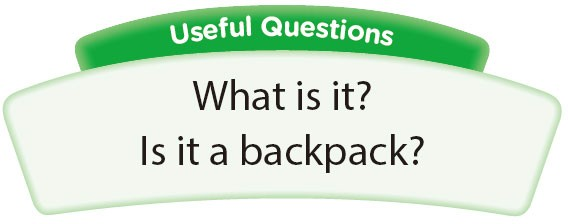 Useful Questions
What is it?
Is it a backpack?